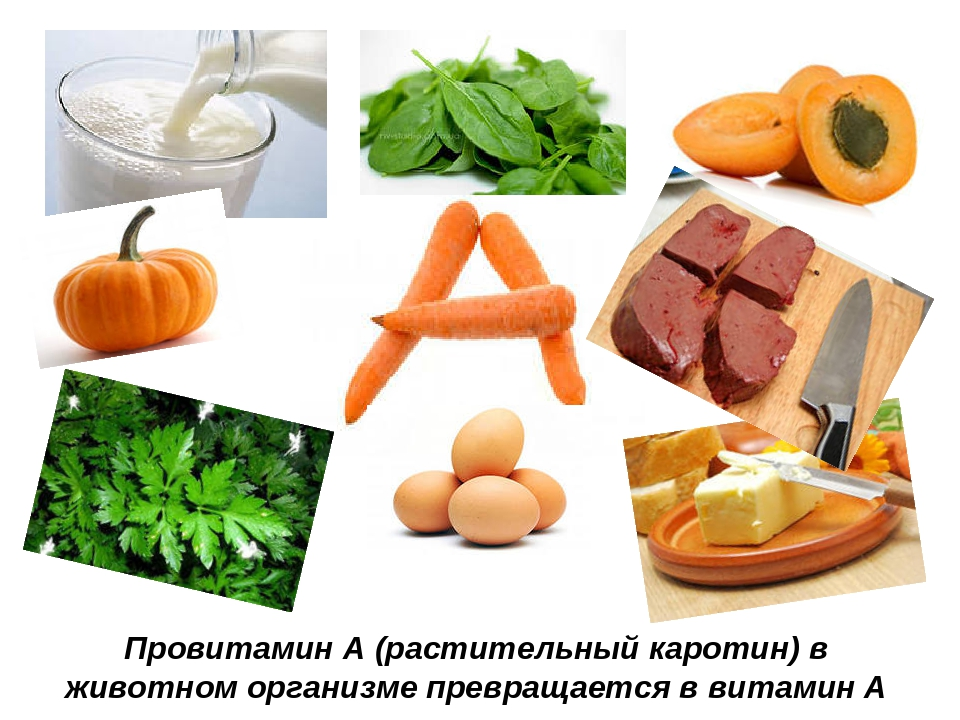 Провитамин А (растительный каротин) в
животном организме превращается в витамин А